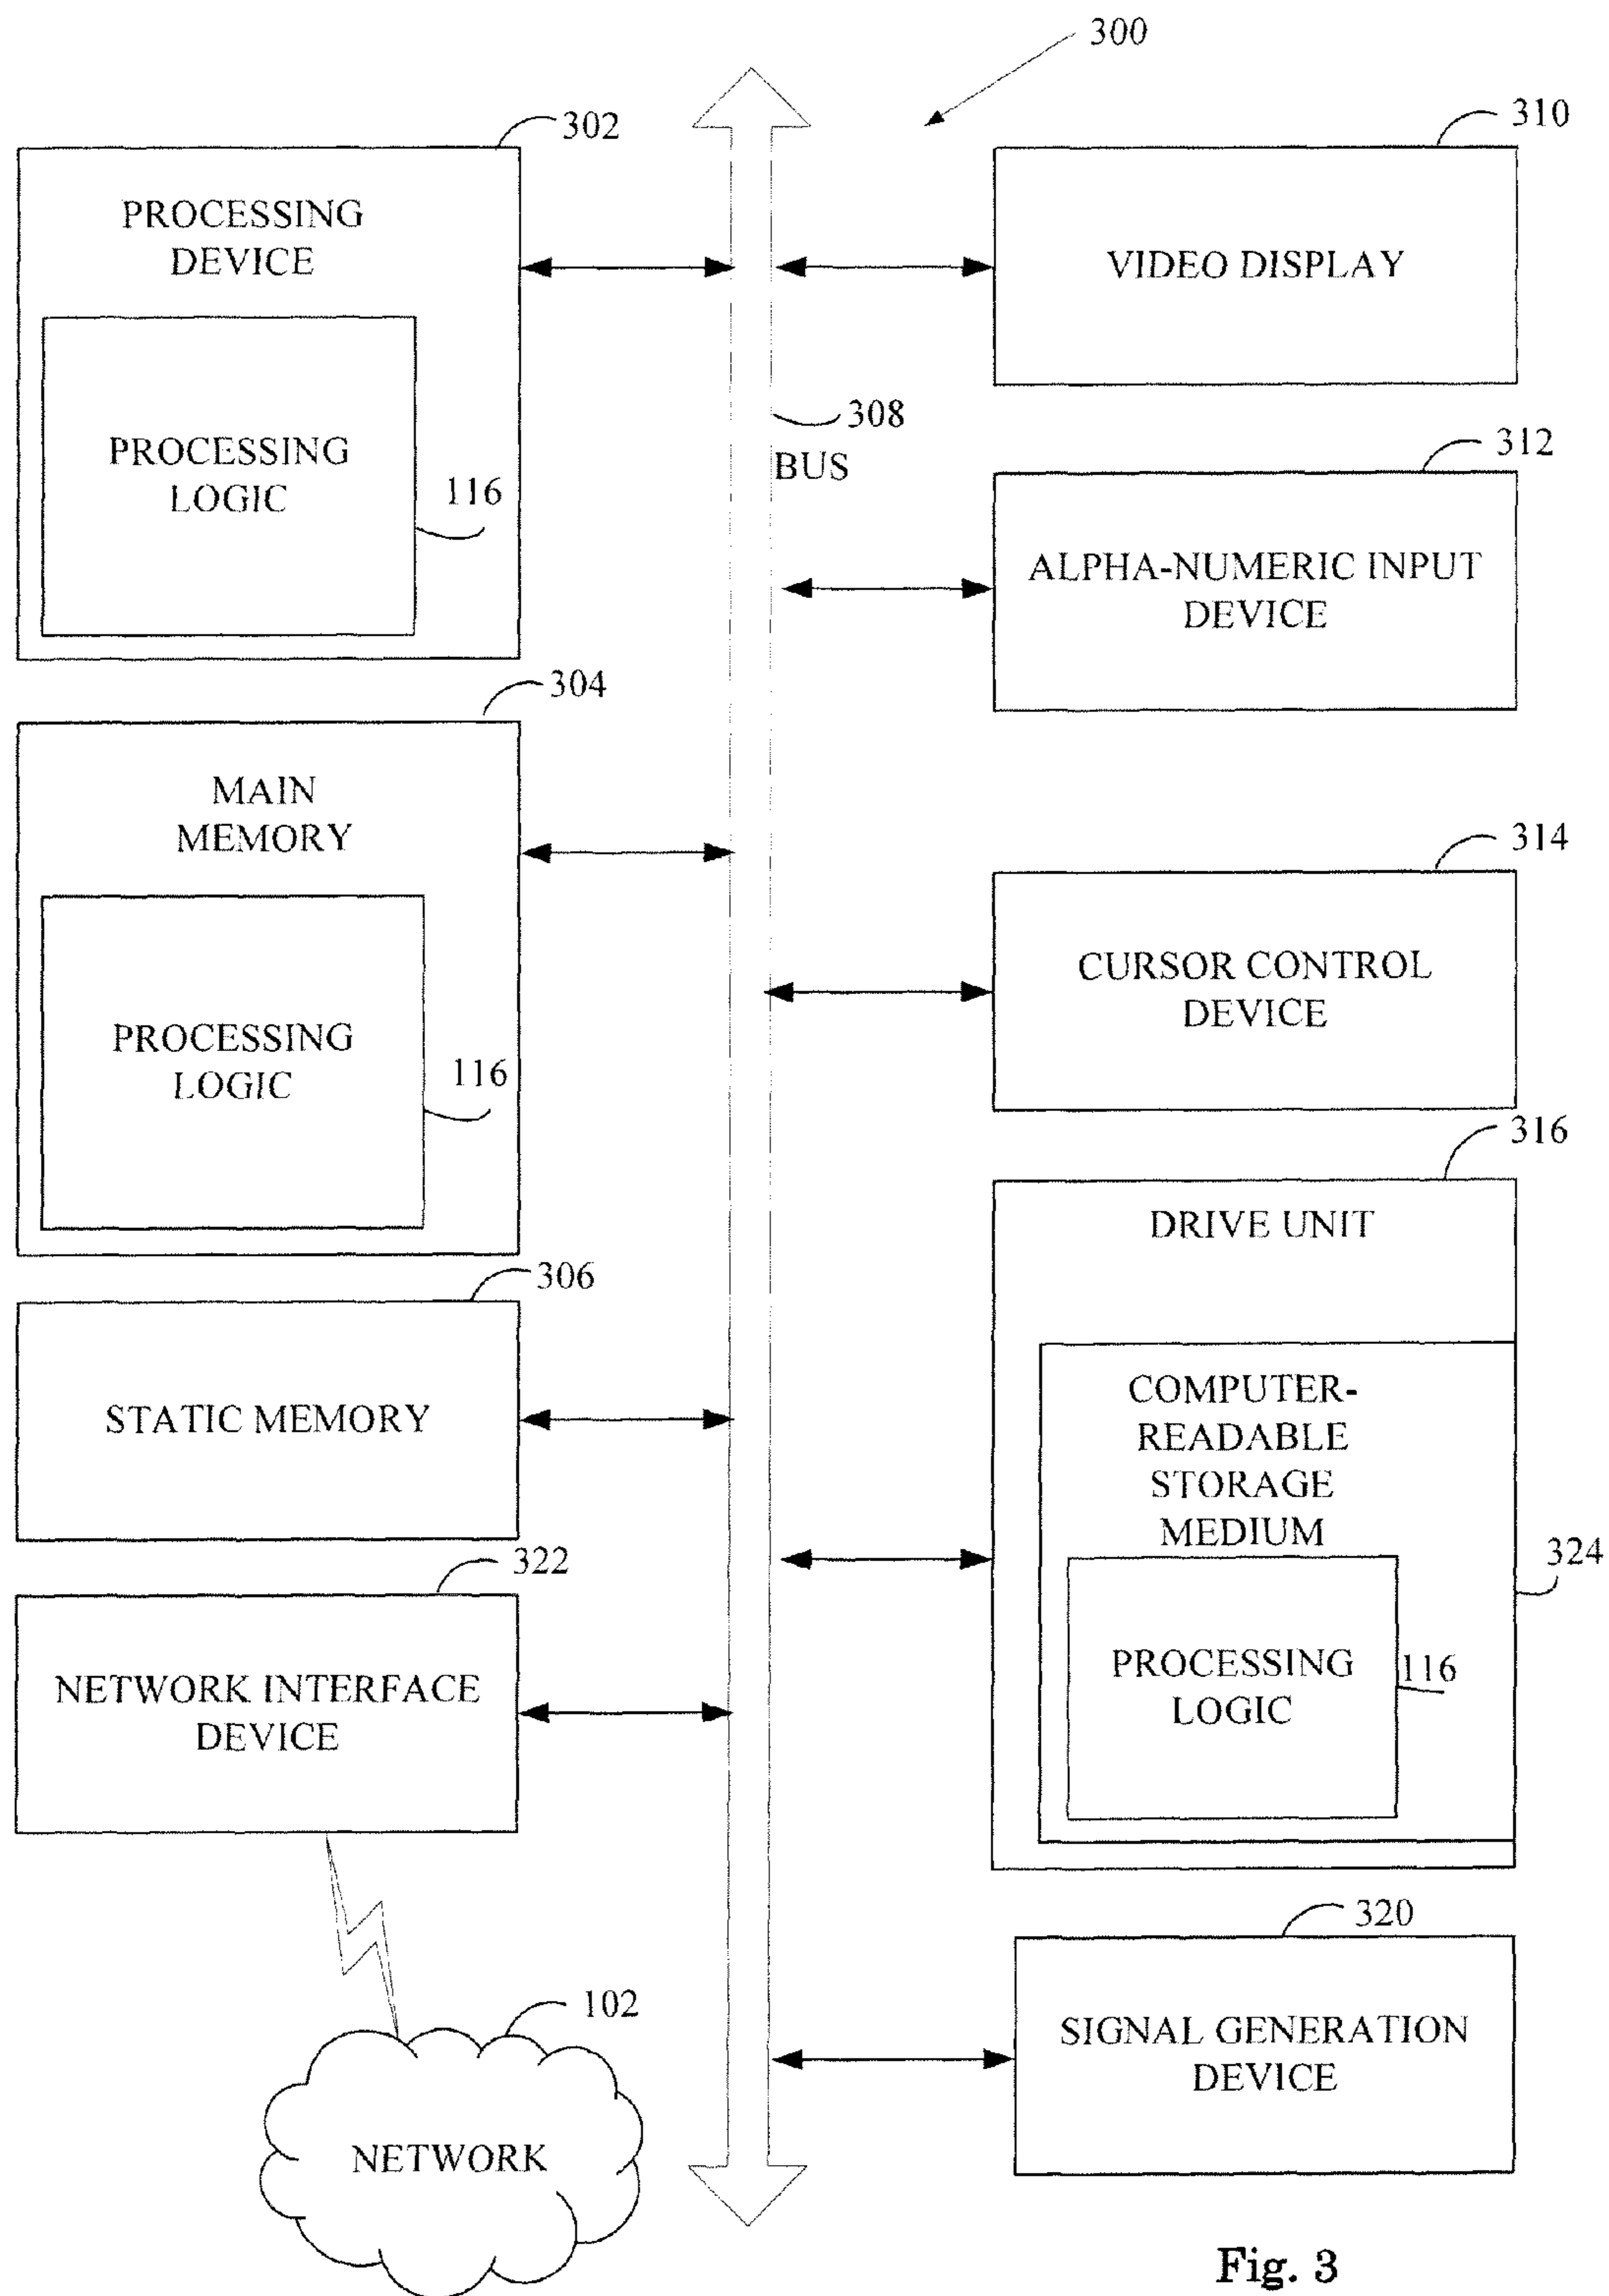 300
302
PROCESSING
DEVICE
PROCESSING
LOGIC
116
304
MAIN
MEMORY
PROCESSING
LOGIC
116
306
STATIC MEMORY
322
NETWORK INTERFACE
DEVICE
102
NETWORK
308
BUS
310
VIDEO DISPLAY
312
ALPHA-NUMERIC INPUT
DEVICE
314
CURSOR CONTROL
DEVICE
316
DRIVE UNIT
COMPUTER-
READABLE
STORAGE
MEDIUM
324
PROCESSING
LOGIC
116
320
SIGNAL GENERATION
DEVICE
Fig. 3